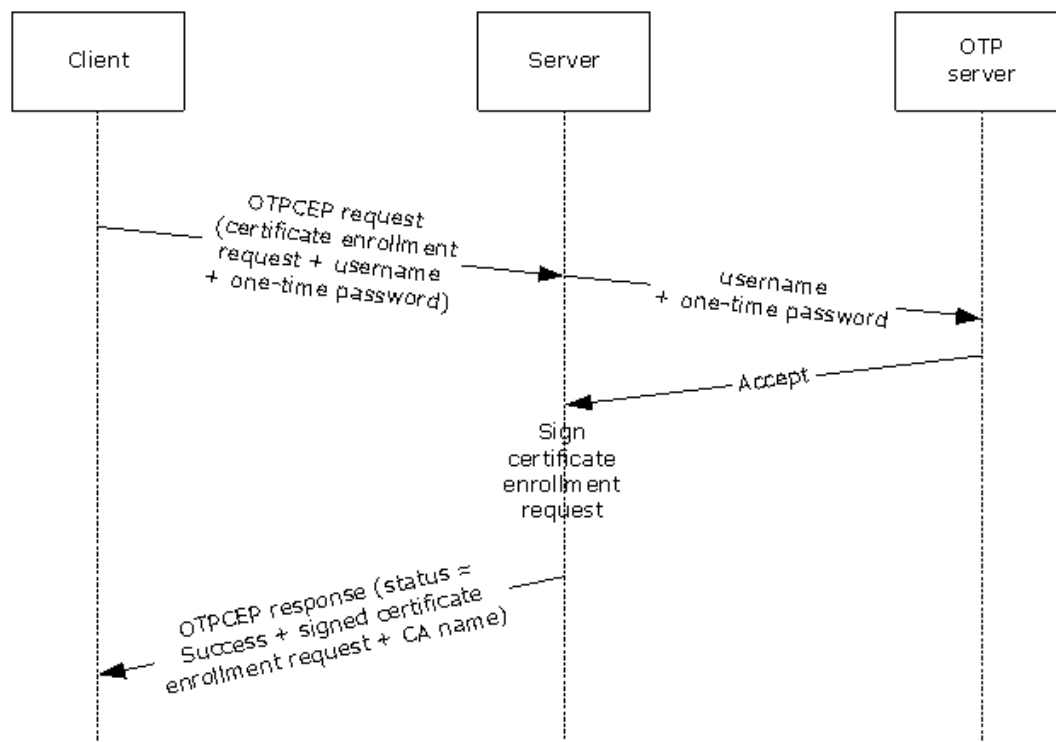 Client
Server
OTP
server
OTPCEP request
(certificate enrollment
request + username
+ one-time password)
username
+ one-time password
Accept
Sign
certificate
enrollment
request
OTPCEP response (status =
Success + signed certificate
enrollment request + CA name)